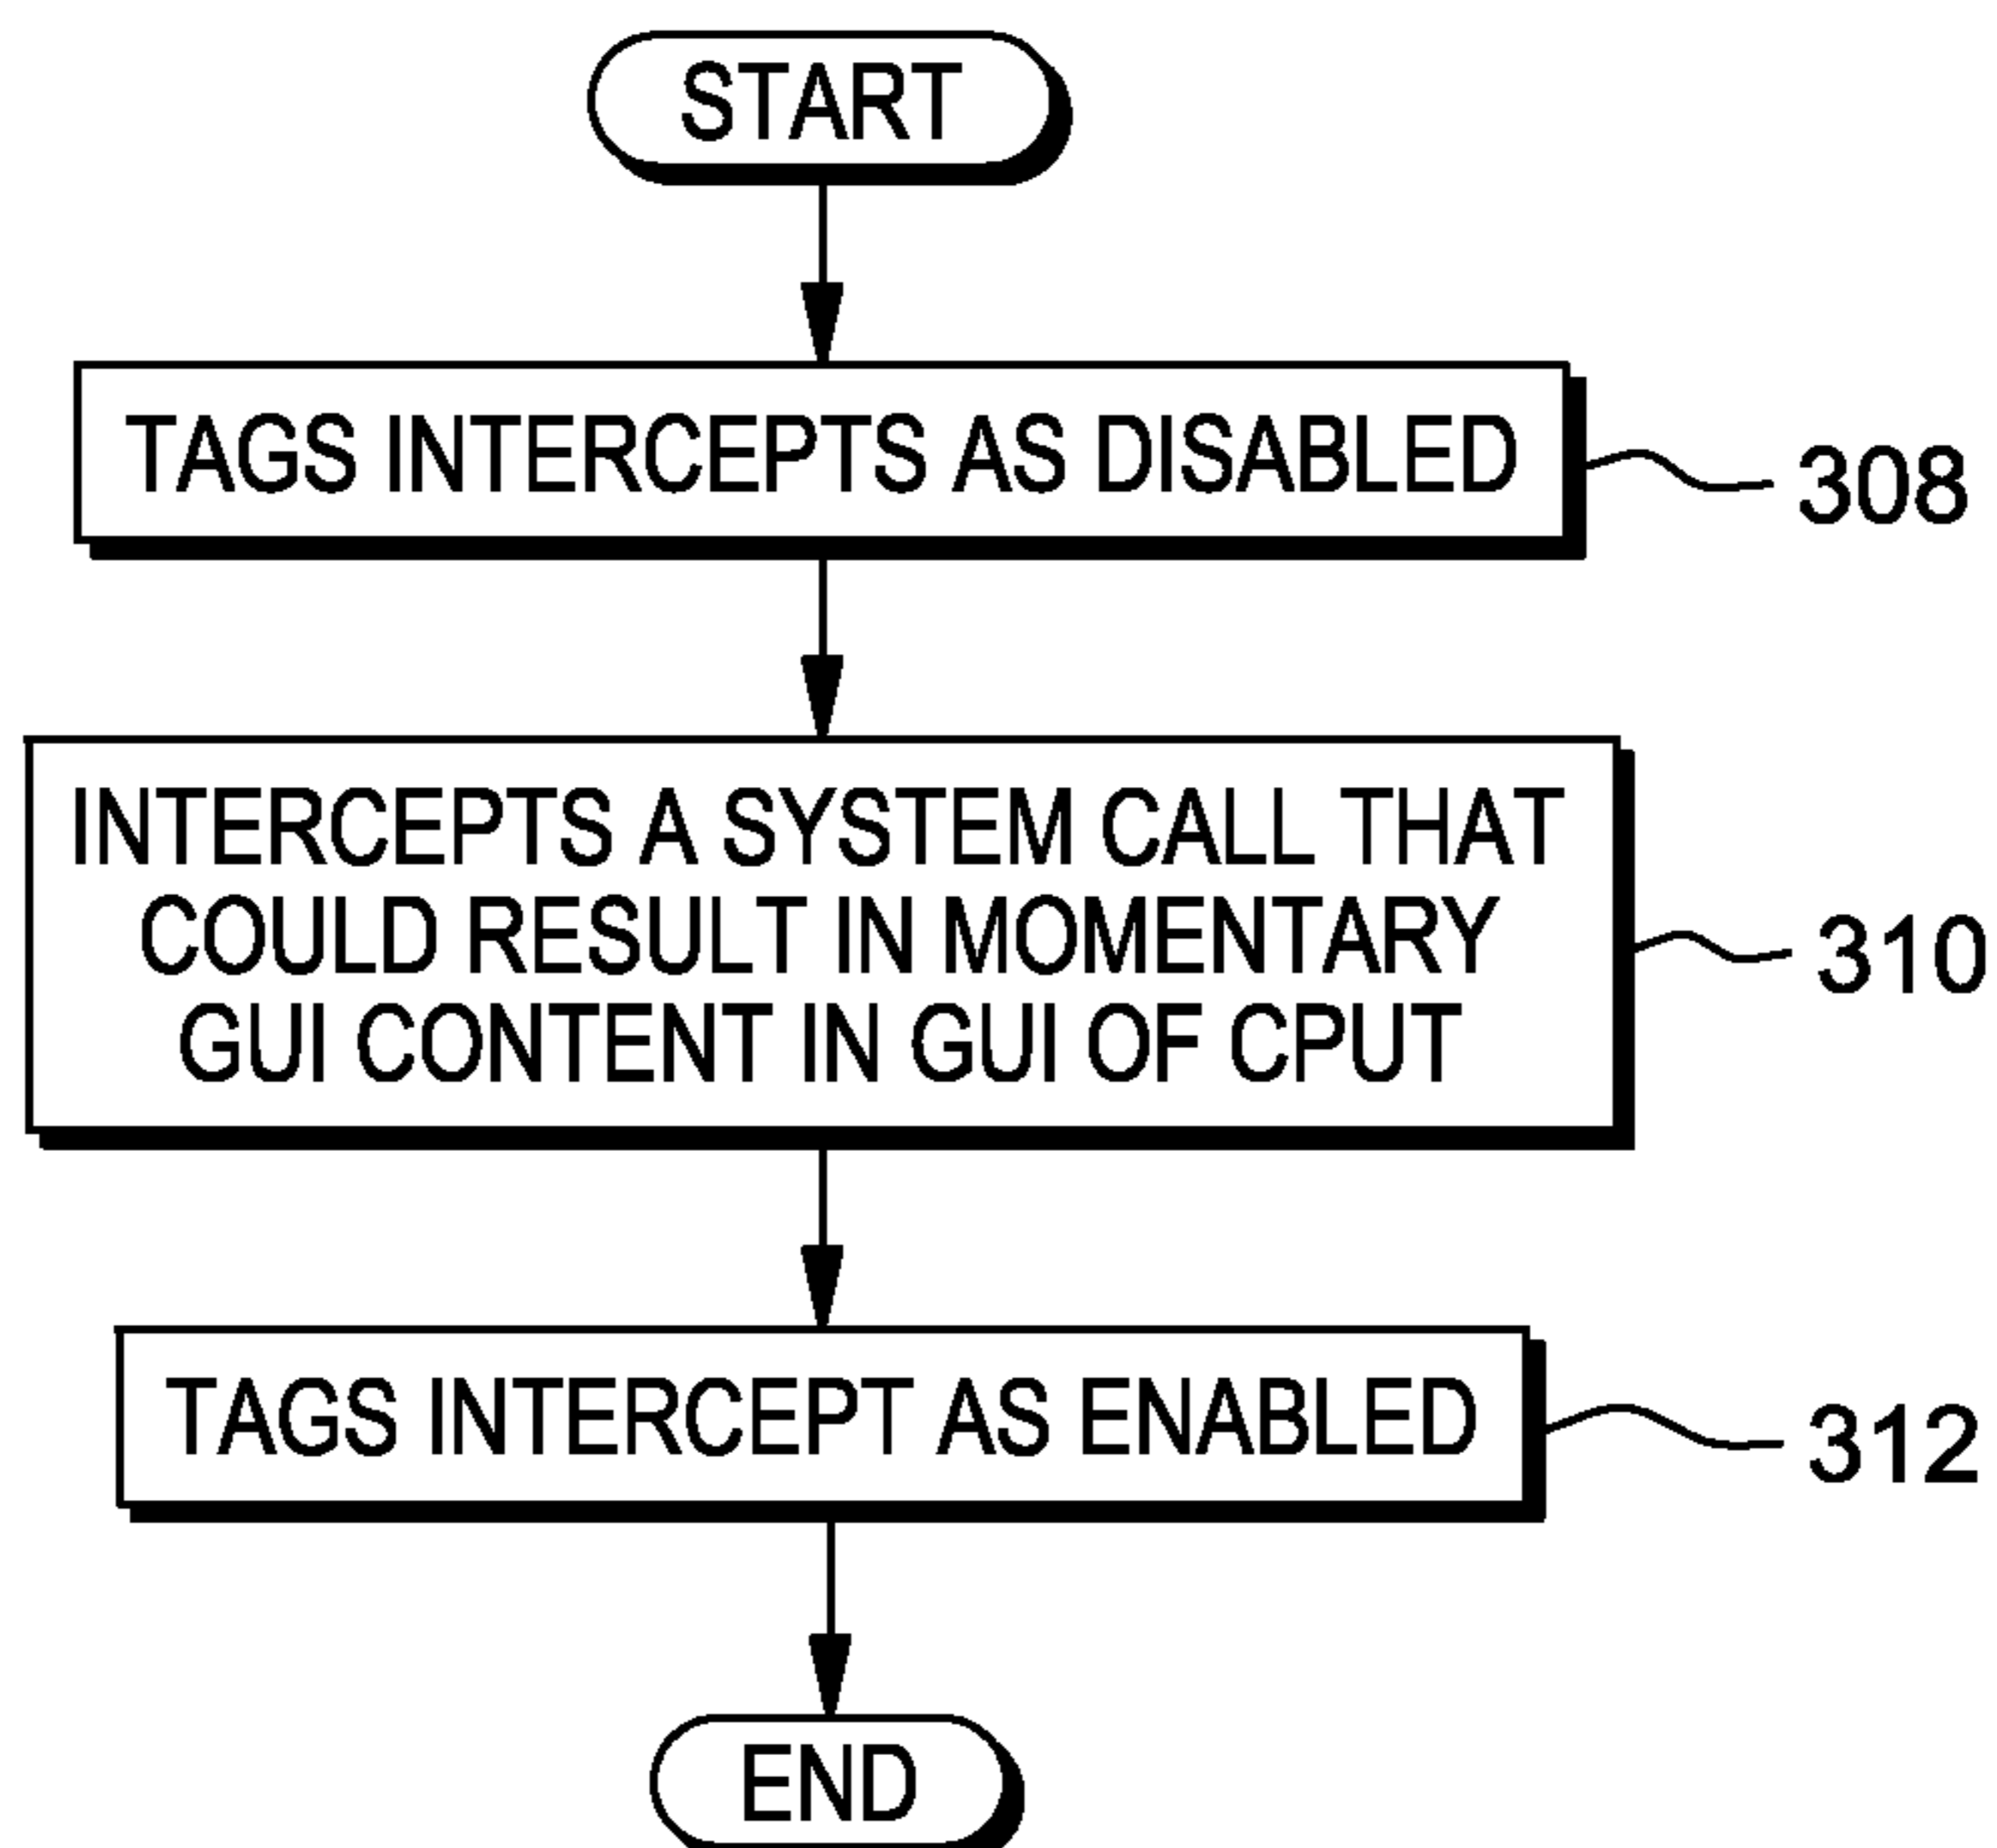 START
TAGS INTERCEPTS AS DISABLED
308
INTERCEPTS A SYSTEM CALL THAT
COULD RESULT IN MOMENTARY
GUI CONTENT IN GUI OF CPUT
310
TAGS INTERCEPT AS ENABLED
312
END